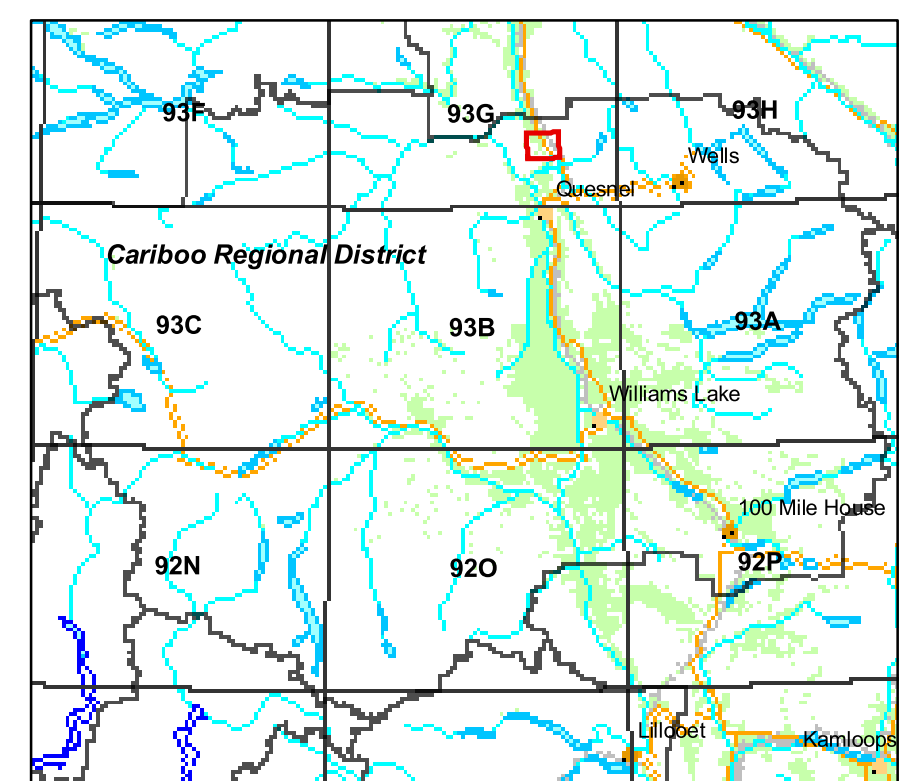 93F
93G
93H
Wells
Quesnel
Cariboo Regional District
93C
93B
93A
Williams Lake
100 Mile House
92N
92O
92P
Lillooet
Kamloops